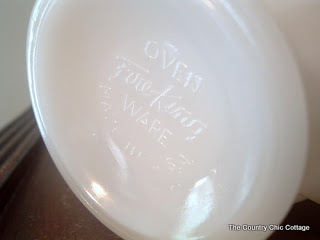 OVEN
Fire King
WARE
The Country Chic Cottage